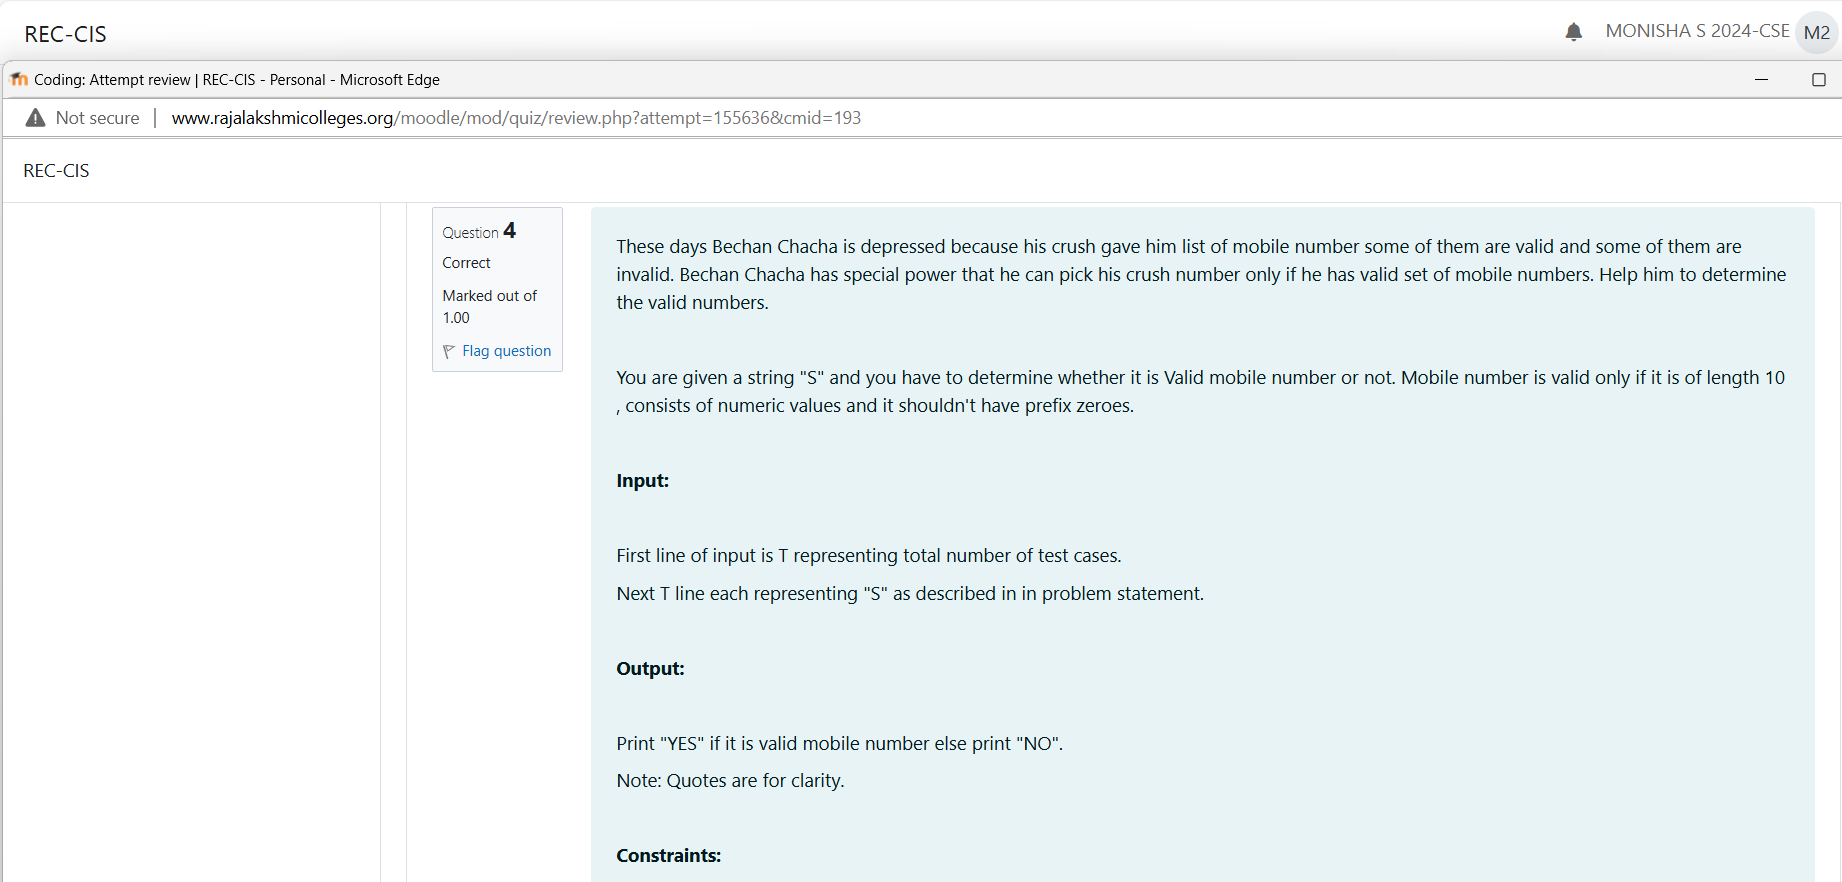 REC-CIS
MONISHA S 2024-CSE M2
Coding: Attempt review | REC-CIS - Personal - Microsoft Edge
Not secure | www.rajalakshmicolleges.org/moodle/mod/quiz/review.php?attempt=155636&cmid=193
REC-CIS
Question 4
Correct
Marked out of
1.00
Flag question
These days Bechan Chacha is depressed because his crush gave him list of mobile number some of them are valid and some of them are
invalid. Bechan Chacha has special power that he can pick his crush number only if he has valid set of mobile numbers. Help him to determine
the valid numbers.
You are given a string "S" and you have to determine whether it is Valid mobile number or not. Mobile number is valid only if it is of length 10
, consists of numeric values and it shouldn't have prefix zeroes.
Input:
First line of input is T representing total number of test cases.
Next T line each representing "S" as described in in problem statement.
Output:
Print "YES" if it is valid mobile number else print "NO".
Note: Quotes are for clarity.
Constraints: